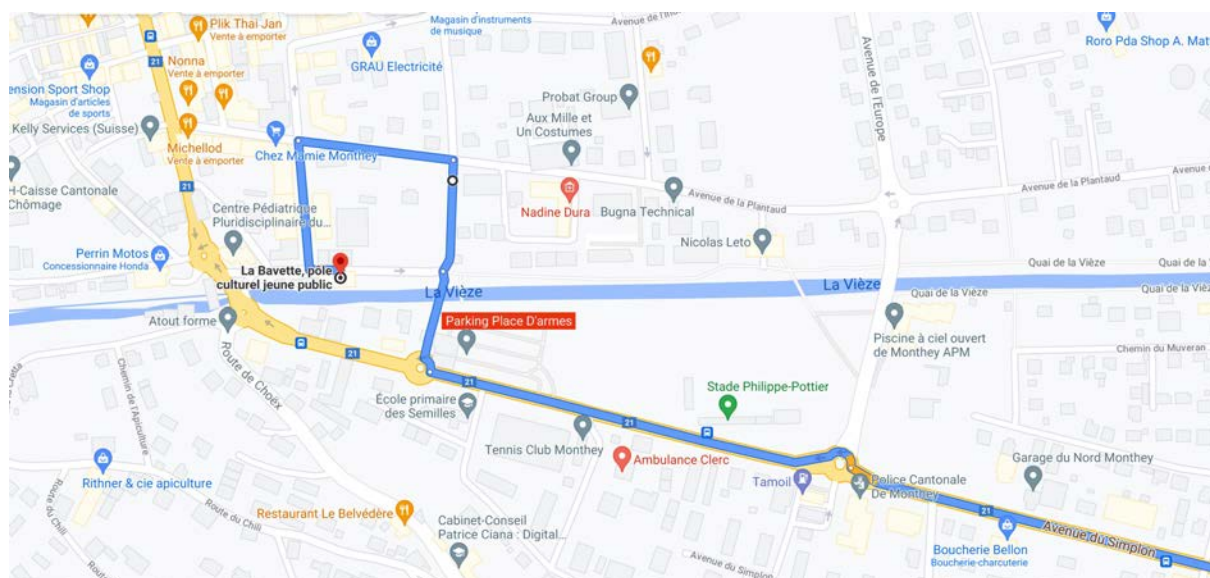 Plik Thai Jan
Vente à emporter
Magasin d'instruments
de musique
Avenue de l'In
Roro Pda Shop A. Mat
21
Nonna
Vente à emporter
GRAU Electricité
ension Sport Shop
Magasin d'articles
de sports
Probat Group
Avenue de l'Europe
Kelly Services (Suisse)
Aux Mille et
Un Costumes
Michellod
Vente à emporter
Chez Mamie Monthey
Avenue de la Plantaud
H-Caisse Cantonale
Chômage
21
Nadine Dura
Bugna Technical
Avenue de la Plantaud
Centre Pédiatrique
Pluridisciplinaire du...
Nicolas Leto
Perrin Motos
Concessionnaire Honda
La Bavette, pôle
culturel jeune public
Quai de la Vièze
Quai de la Vi
La Vièze
La Vièze
Quai de la Vièze
Quai de la Viè
Atout forme
Parking Place D'armes
Piscine à ciel ouvert
de Monthey APM
Chemin du Muveran
Route de Choëx
21
Chemin de l'Apiculture
21
École primaire
des Semilles
Stade Philippe-Pottier
21
Tennis Club Monthey
Ambulance Clerc
Garage du Nord Monthey
Rithner & cie apiculture
Tamoil
Police Cantonale
De Monthey
Route du Chili
Route du Chili
Restaurant Le Belvédère
21
Avenue du Simplon
Cabinet-Conseil
Patrice Ciana : Digital...
Avenue du Simplon
Boucherie Bellon
Boucherie-charcuterie